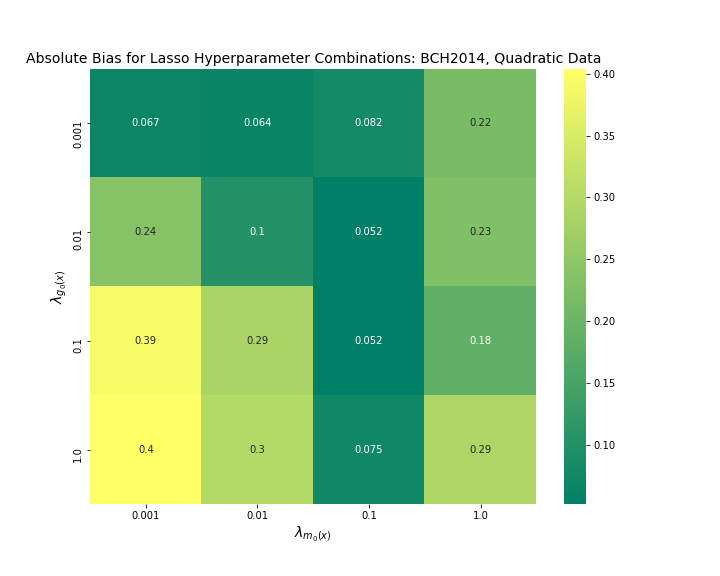 Absolute Bias for Lasso Hyperparameter Combinations: BCH2014, Quadratic Data
0.001 0.067 0.064 0.082 0.22
0.01 0.24 0.1 0.052 0.23
0.1 0.39 0.29 0.052 0.18
1.0 0.4 0.3 0.075 0.29
0.001 0.01 0.1 1.0
λ_{m_0(x)}
λ_{g_0(x)}
0.40
0.35
0.30
0.25
0.20
0.15
0.10